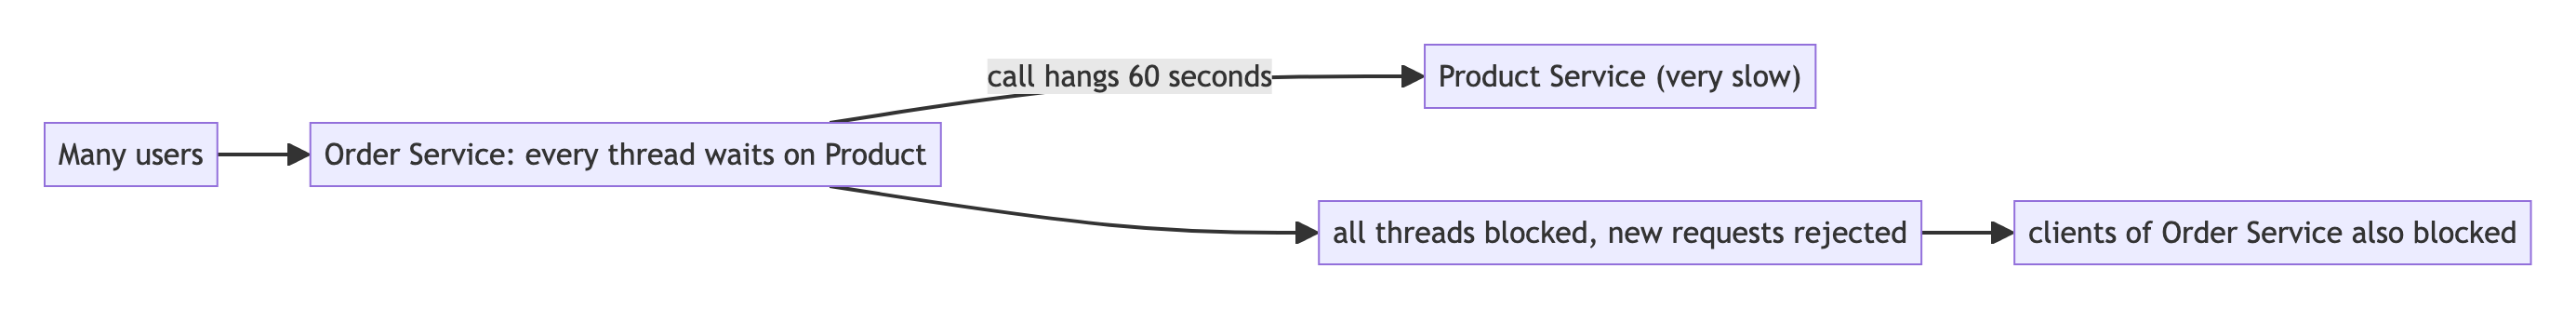 Many users
Order Service: every thread waits on Product
call hangs 60 seconds
Product Service (very slow)
all threads blocked, new requests rejected
clients of Order Service also blocked